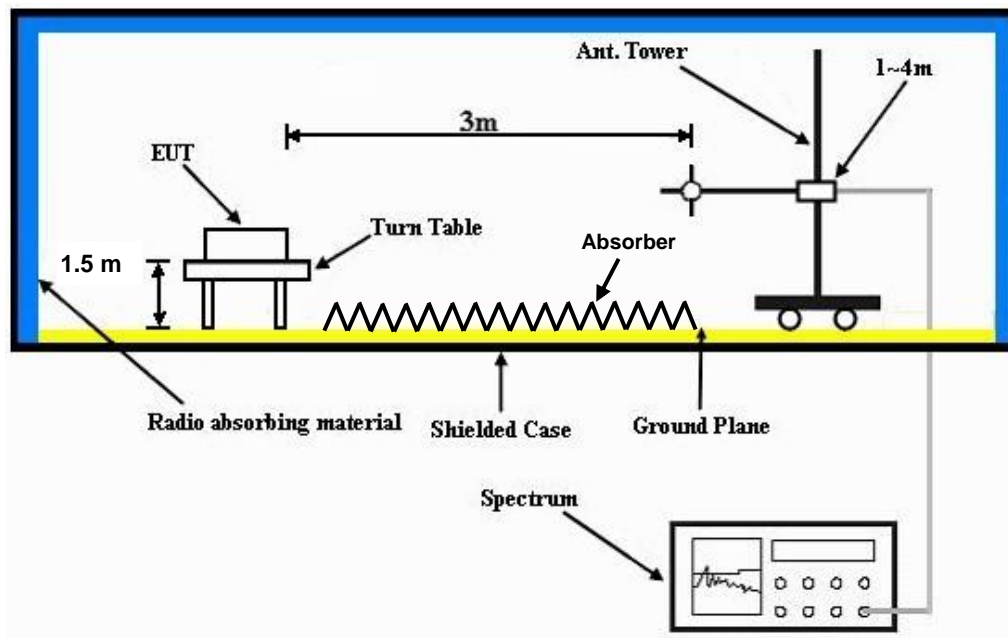 Ant. Tower
1~4m
3m
EUT
Turn Table
Absorber
1.5 m
Radio absorbing material
Shielded Case
Ground Plane
Spectrum